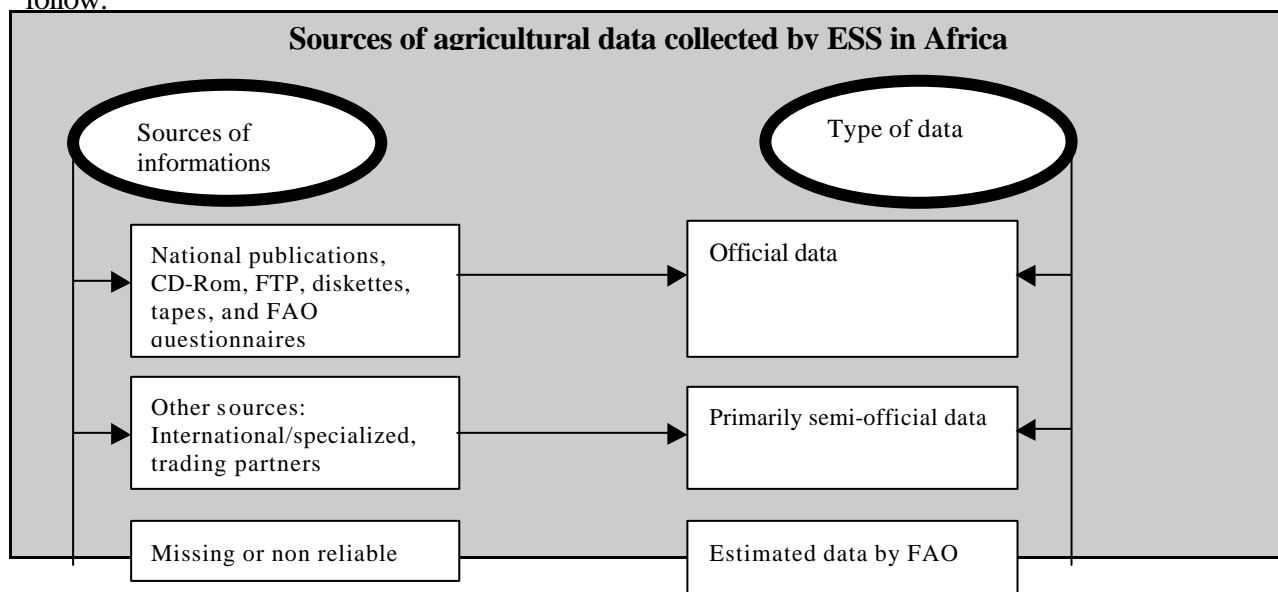 follow:
Sources of agricultural data collected by ESS in Africa
Sources of
informations
Type of data
National publications,
CD-Rom, FTP, diskettes,
tapes, and FAO
questionnaires
Official data
Other sources:
International/specialized,
trading partners
Primarily semi-official data
Missing or non reliable
Estimated data by FAO